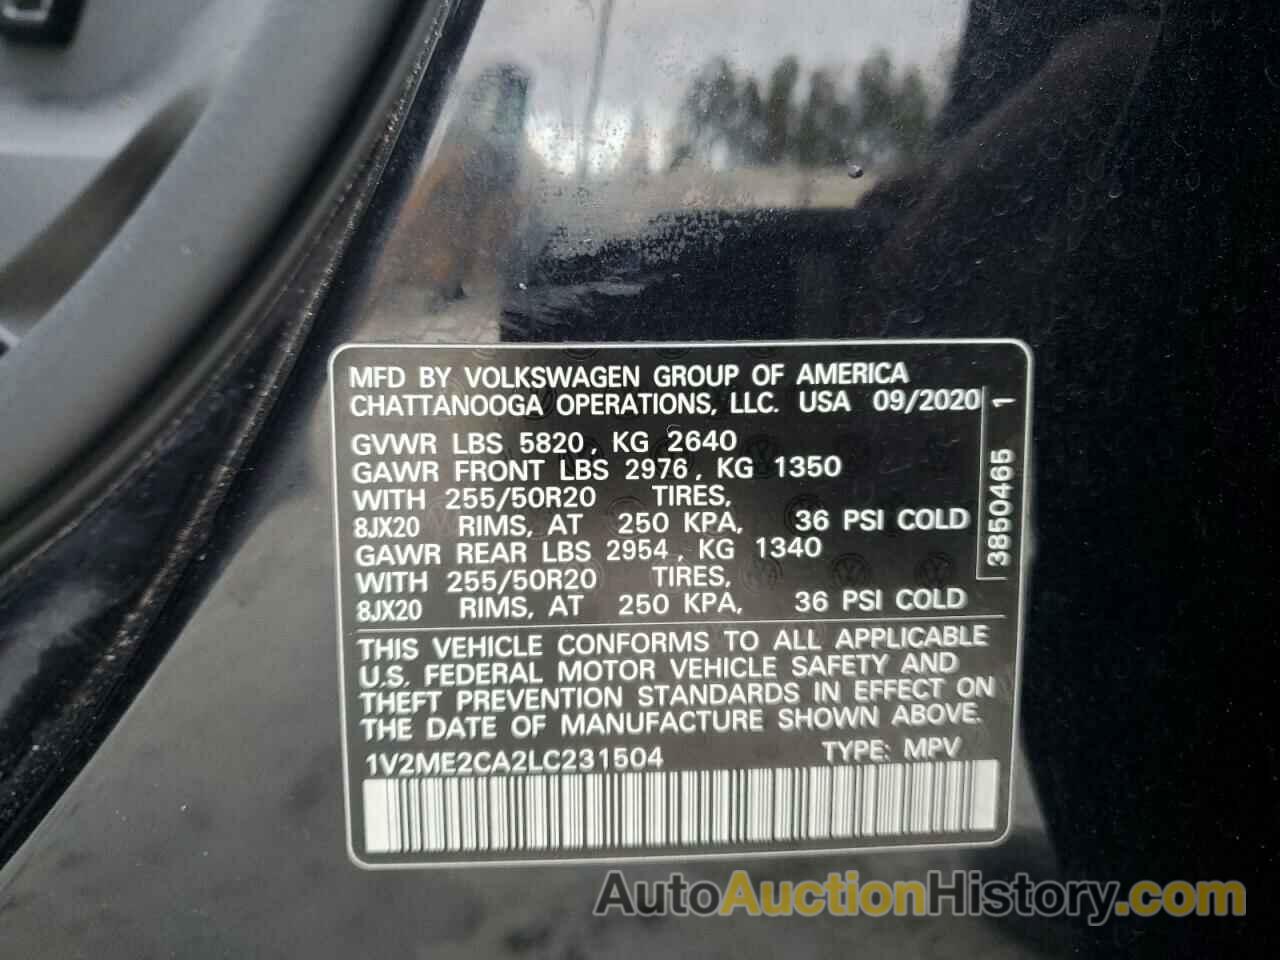 MFD BY VOLKSWAGEN GROUP OF AMERICA
CHATTANOOGA OPERATIONS, LLC. USA 09/2020
GVWR LBS 5820, KG 2640
GAWR FRONT LBS 2976, KG 1350
WITH 255/50R20 TIRES,
8JX20 RIMS, AT 250 KPA, 36 PSI COLD
GAWR REAR LBS 2954, KG 1340
WITH 255/50R20 TIRES,
8JX20 RIMS, AT 250 KPA, 36 PSI COLD
3850465 1
THIS VEHICLE CONFORMS TO ALL APPLICABLE
U.S. FEDERAL MOTOR VEHICLE SAFETY AND
THEFT PREVENTION STANDARDS IN EFFECT ON
THE DATE OF MANUFACTURE SHOWN ABOVE.
1V2ME2CA2LC231504 TYPE: MPV
AutoAuctionHistory.com